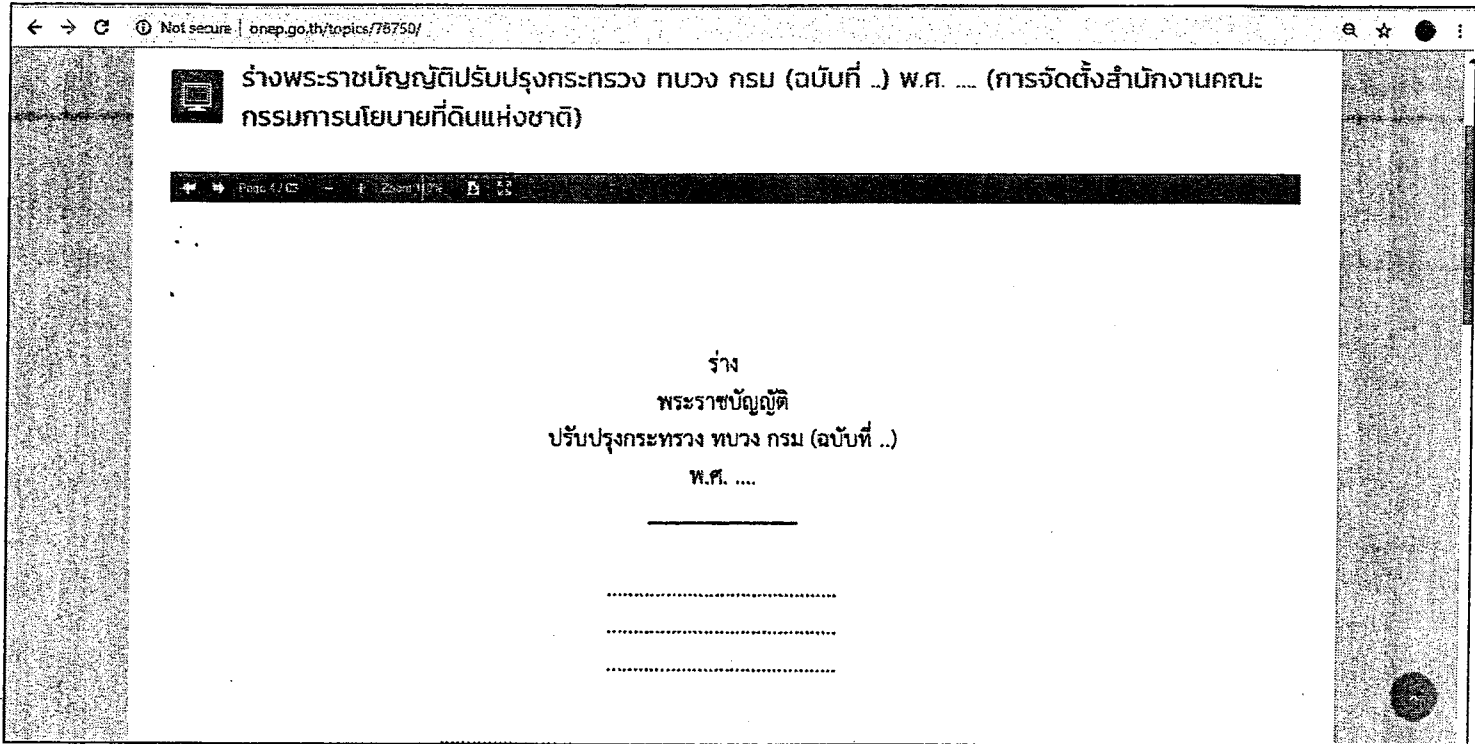 Not secure | onep.go.th/topics/76750/
ร่างพระราชบัญญัติปรับปรุงกระทรวง ทบวง กรม (ฉบับที่ ..) พ.ศ. .... (การจัดตั้งสำนักงานคณะ
กรรมการนโยบายที่ดินแห่งชาติ)
ร่าง
พระราชบัญญัติ
ปรับปรุงกระทรวง ทบวง กรม (ฉบับที่ ..)
พ.ศ. ....